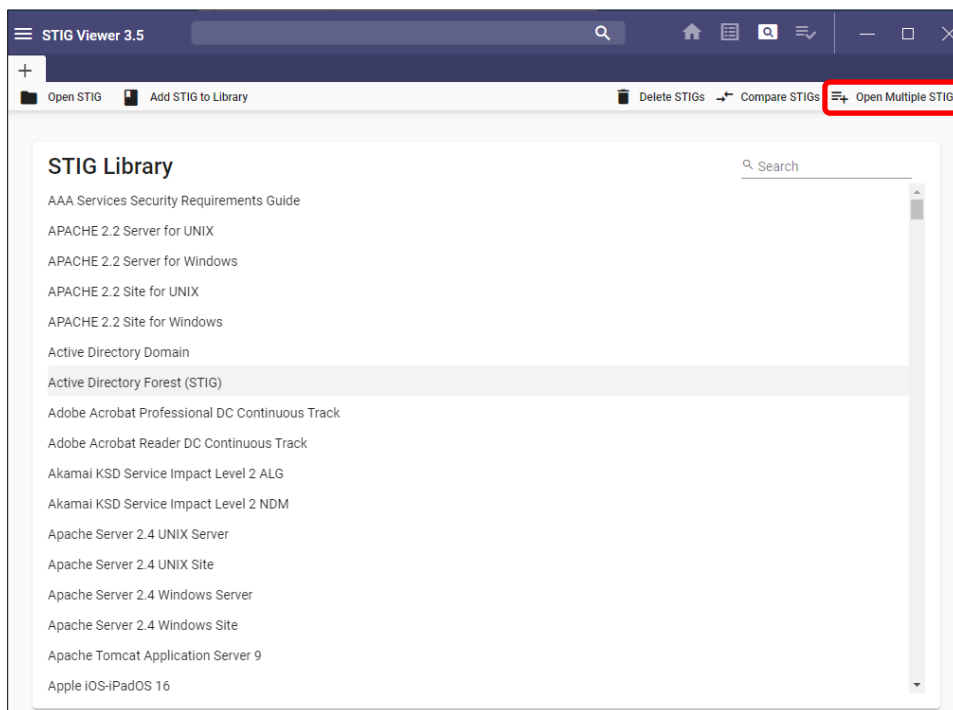 STIG Viewer 3.5
Open STIG Add STIG to Library Delete STIGs Compare STIGs Open Multiple STIG
STIG Library Search
AAA Services Security Requirements Guide
APACHE 2.2 Server for UNIX
APACHE 2.2 Server for Windows
APACHE 2.2 Site for UNIX
APACHE 2.2 Site for Windows
Active Directory Domain
Active Directory Forest (STIG)
Adobe Acrobat Professional DC Continuous Track
Adobe Acrobat Reader DC Continuous Track
Akamai KSD Service Impact Level 2 ALG
Akamai KSD Service Impact Level 2 NDM
Apache Server 2.4 UNIX Server
Apache Server 2.4 UNIX Site
Apache Server 2.4 Windows Server
Apache Server 2.4 Windows Site
Apache Tomcat Application Server 9
Apple iOS-iPadOS 16